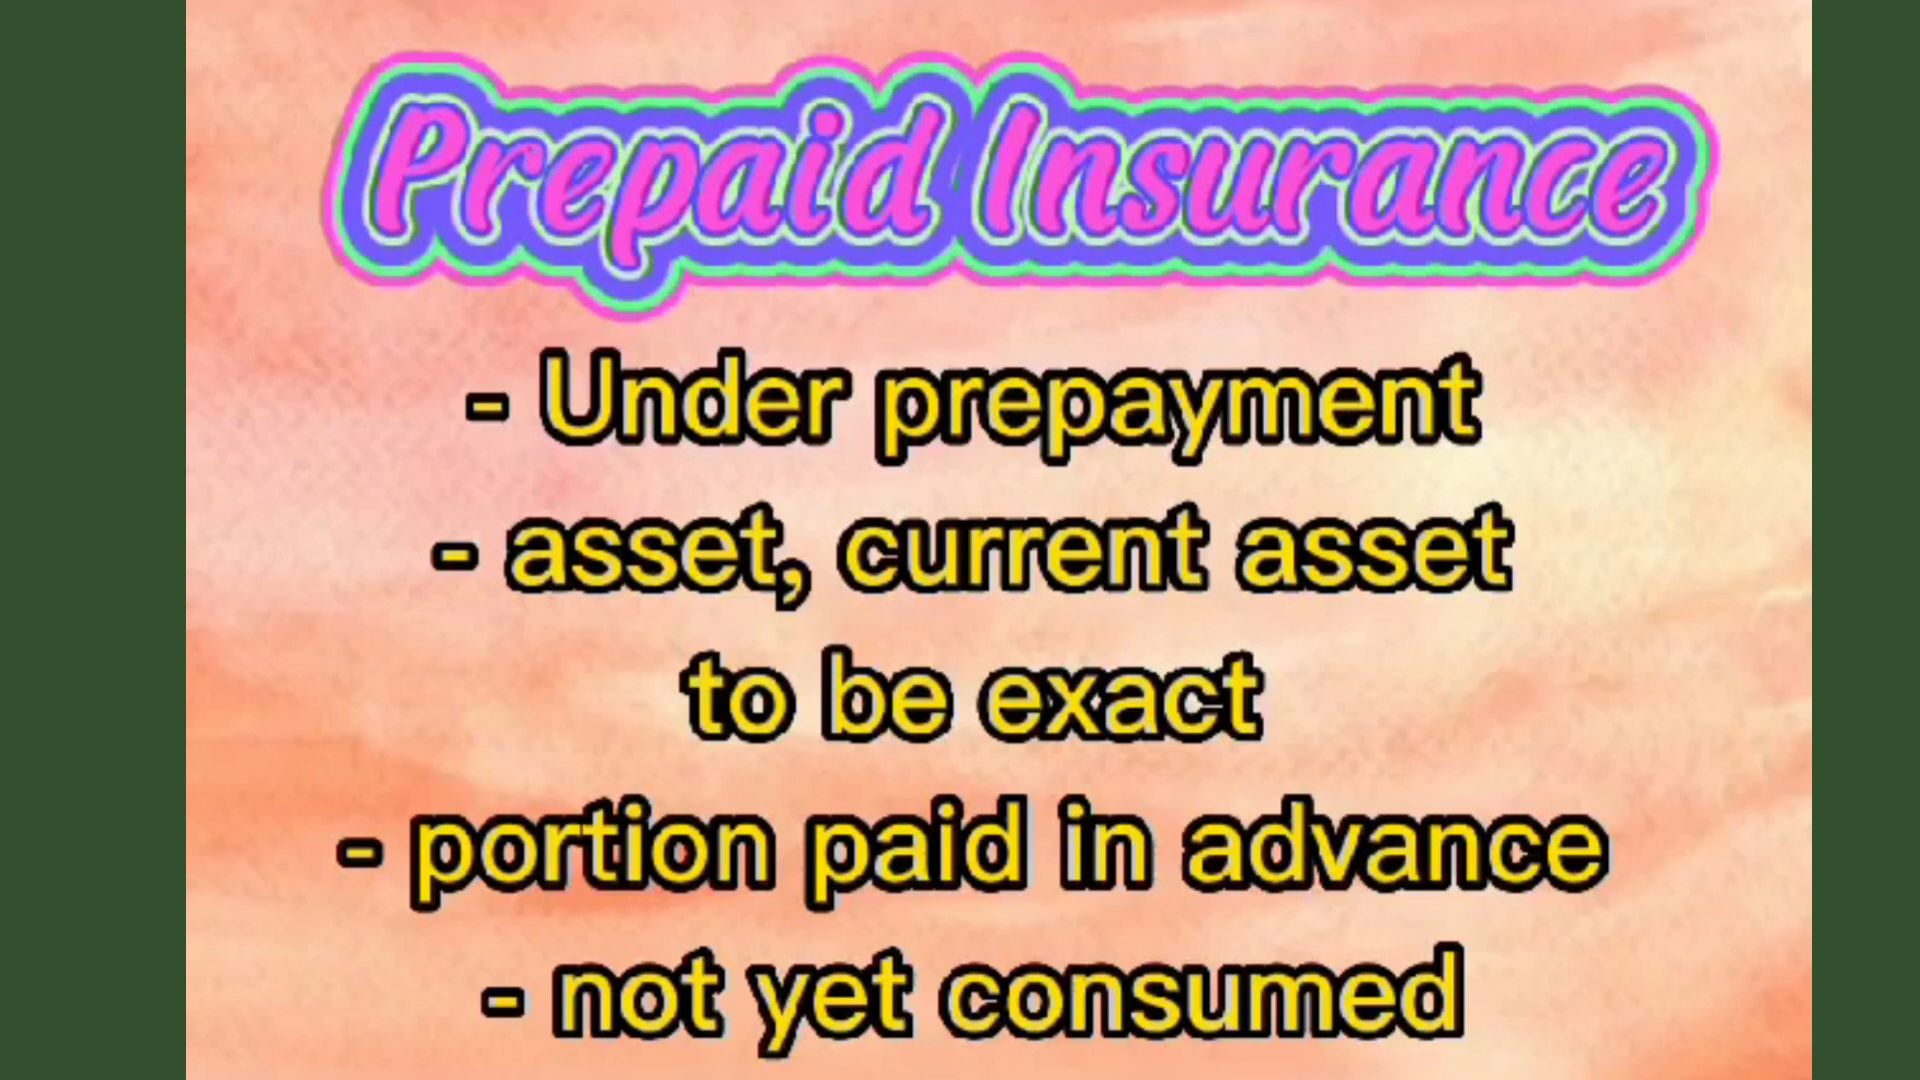 Prepaid Insurance
- Under prepayment
- asset, current asset
to be exact
- portion paid in advance
- not yet consumed